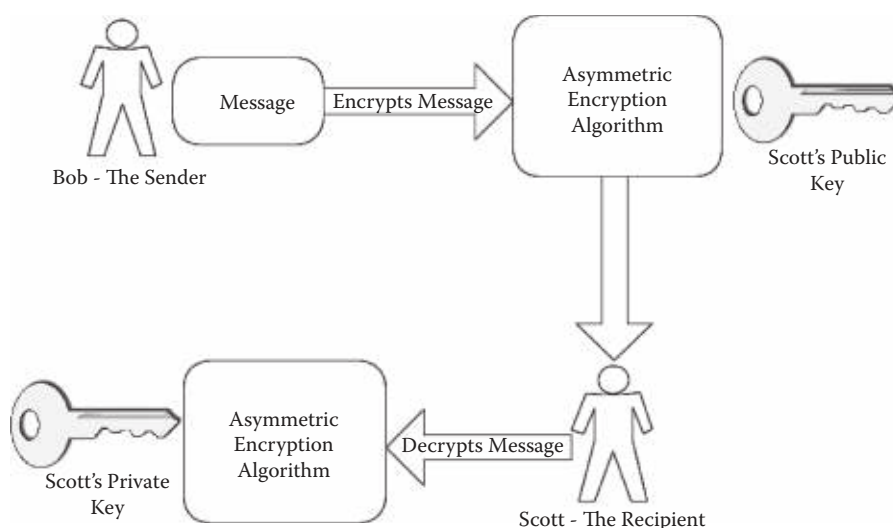 Message
Encrypts Message
Asymmetric
Encryption
Algorithm
Bob - The Sender
Scott's Public
Key
Asymmetric
Encryption
Algorithm
Decrypts Message
Scott's Private
Key
Scott - The Recipient